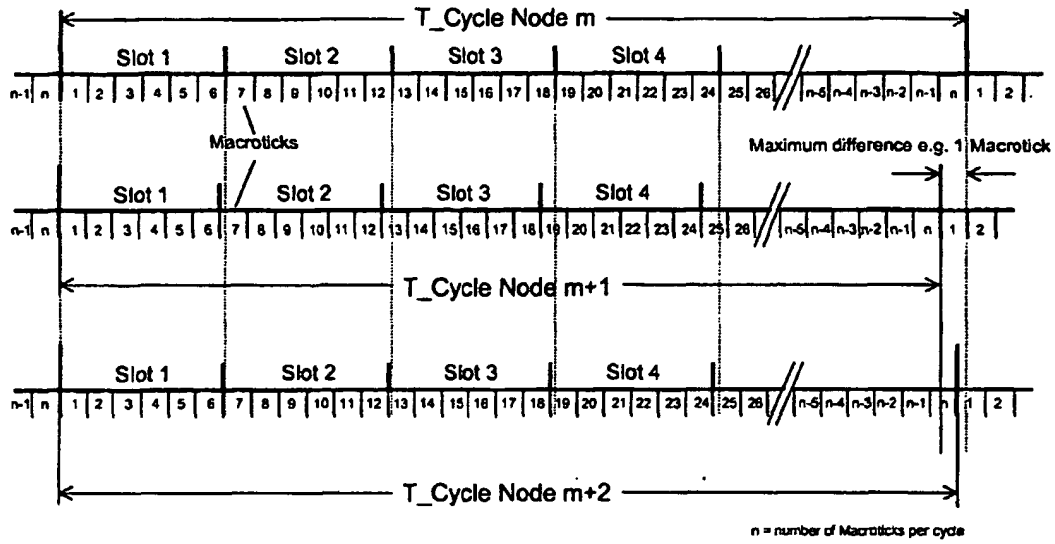 T_Cycle Node m
Slot 1 Slot 2 Slot 3 Slot 4
n-1 n 1 2 3 4 5 6 7 8 9 10 11 12 13 14 15 16 17 18 19 20 21 22 23 24 25 26 n-5 n-4 n-3 n-2 n-1 n 1 2
Macroticks
Maximum difference e.g. 1 Macrotick
Slot 1 Slot 2 Slot 3 Slot 4
n-1 n 1 2 3 4 5 6 7 8 9 10 11 12 13 14 15 16 17 18 19 20 21 22 23 24 25 26 n-5 n-4 n-3 n-2 n-1 n 1 2
T_Cycle Node m+1
Slot 1 Slot 2 Slot 3 Slot 4
n-1 n 1 2 3 4 5 6 7 8 9 10 11 12 13 14 15 16 17 18 19 20 21 22 23 24 25 26 n-5 n-4 n-3 n-2 n-1 n 1 2
T_Cycle Node m+2
n = number of Macroticks per cycle